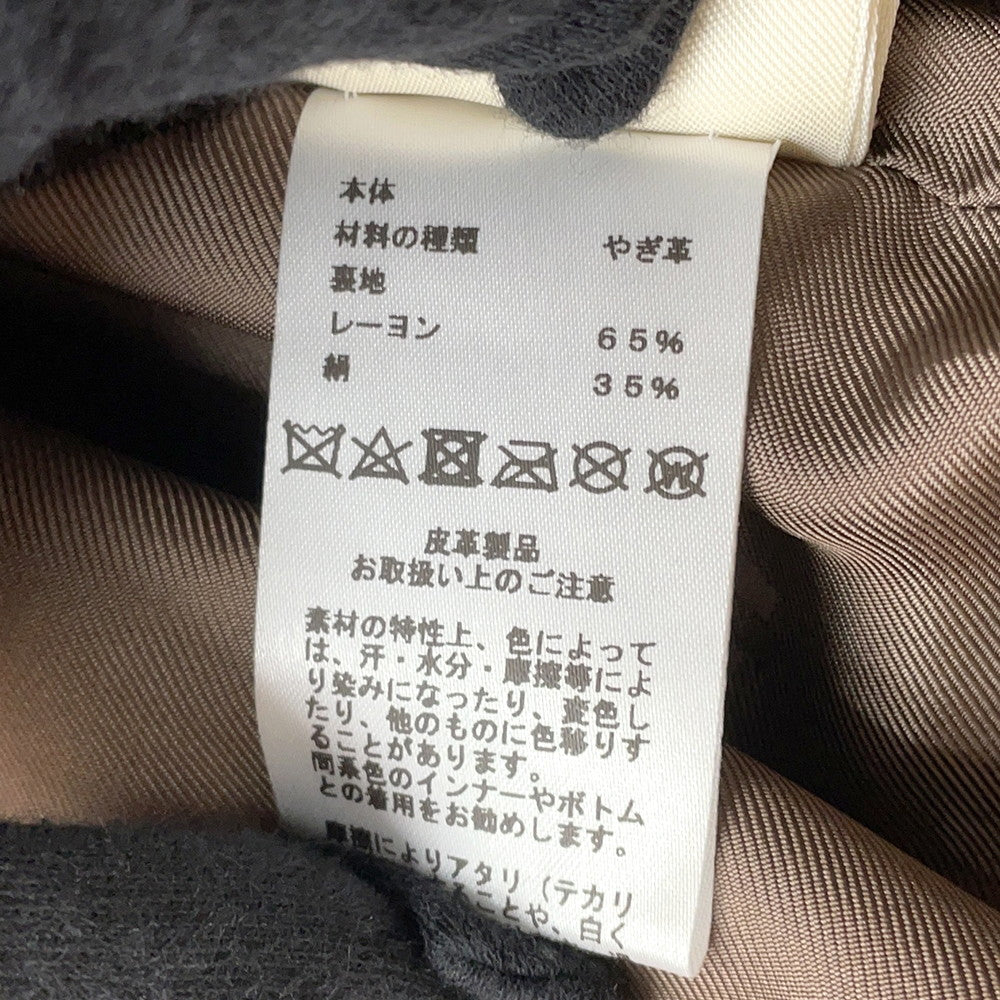 本体
材料の種類 やぎ革
裏地
レーヨン 65%
絹 35%
W
皮革製品
お取扱い上のご注意
素材の特性上、色によって
は、汗・水分・摩擦等によ
り染みになったり、変色し
たり、他のものに色移りす
ることがあります。
同系色のインナーやボトム
との着用をお勧めします。
摩擦によりアタリ(テカリ
することや、白く